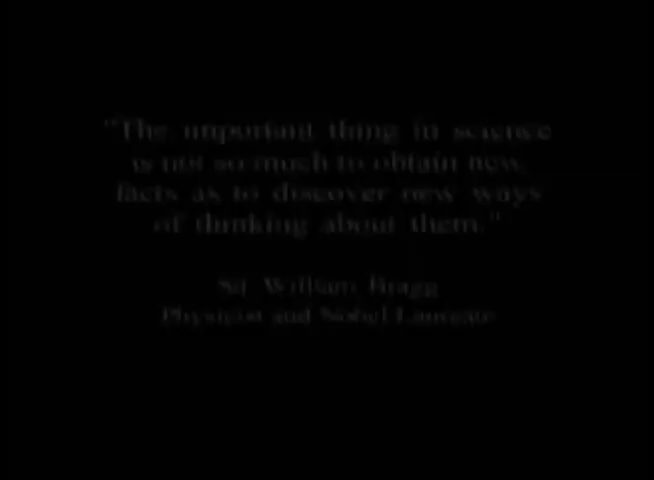 "The important thing in science
is not so much to obtain new
facts as to discover new ways
of thinking about them."
Sir William Bragg
Physicist and Nobel Laureate